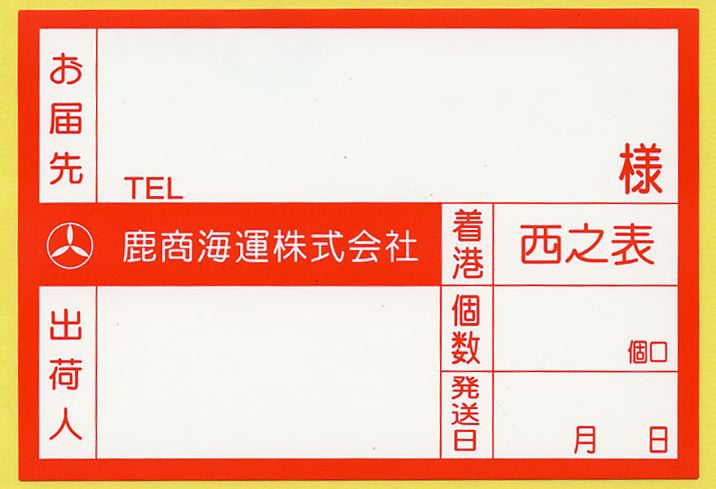 お届先
様
TEL
鹿商海運株式会社
着港
西之表
個数
個口
出荷人
発送日
月 日